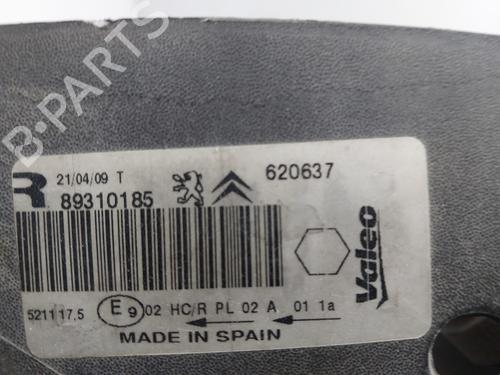 B-PARTS
R 21/04/09 T 620637
89310185
Valeo
5211 17,5 E9 02 HC/R PL 02 A 01 1a
MADE IN SPAIN